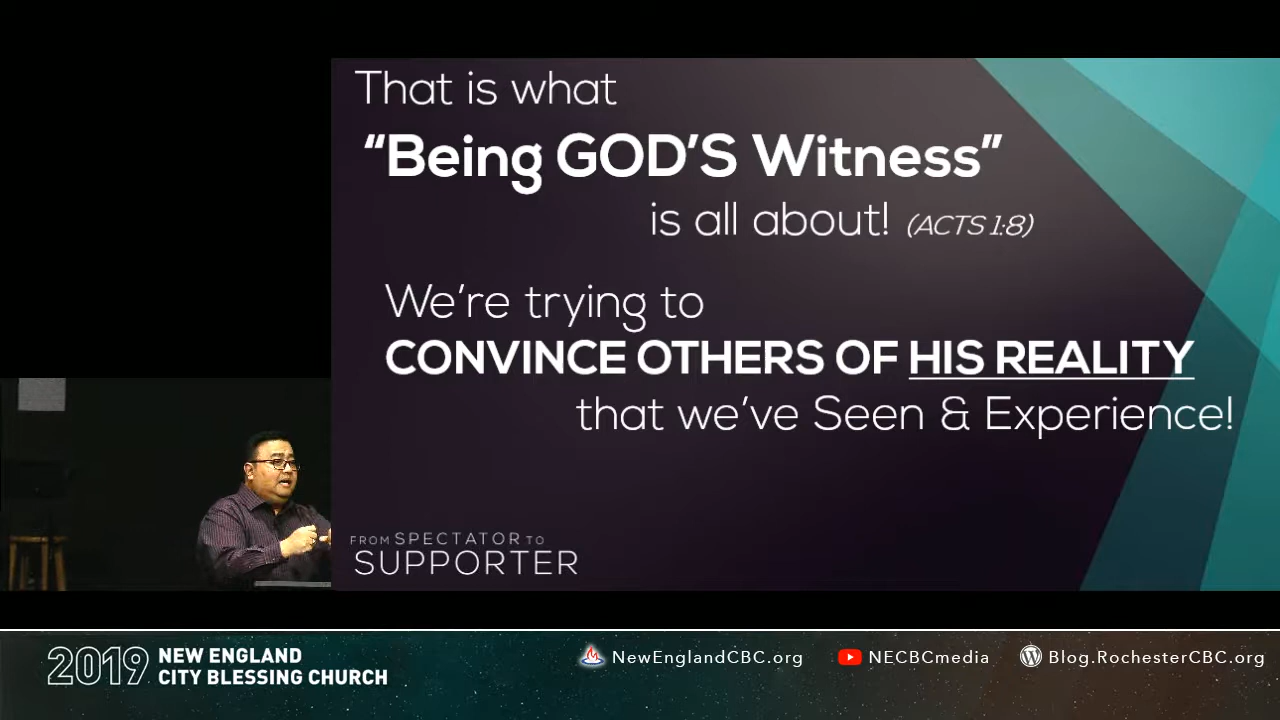 That is what
“Being GOD’S Witness”
is all about! (ACTS 1:8)
We’re trying to
CONVINCE OTHERS OF HIS REALITY
that we’ve Seen & Experience!
FROM SPECTATOR TO
SUPPORTER
2019 NEW ENGLAND
CITY BLESSING CHURCH
NewEnglandCBC.org
NECBCmedia
Blog.RochesterCBC.org